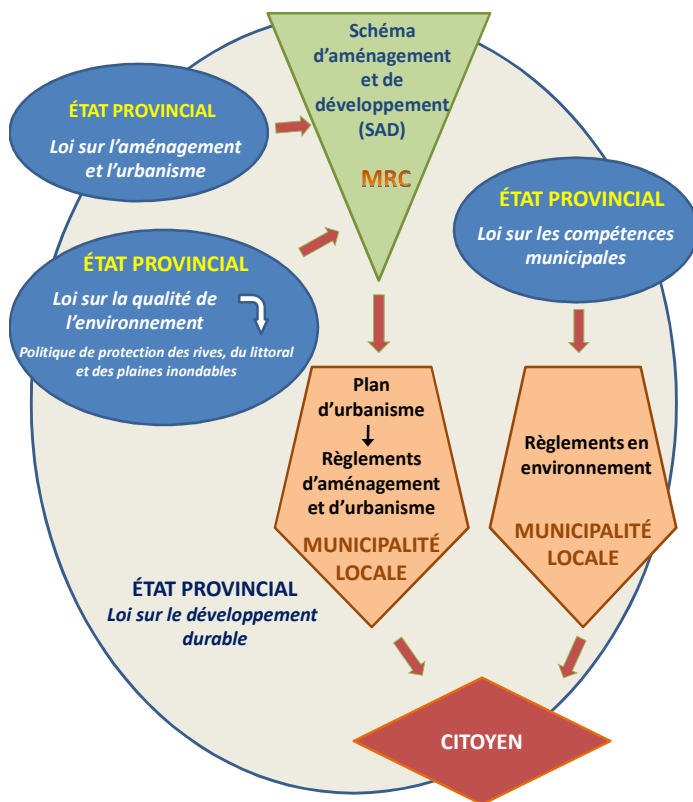 Schéma
d'aménagement
et de
développement
(SAD)
MRC
ÉTAT PROVINCIAL
Loi sur l'aménagement
et l'urbanisme
ÉTAT PROVINCIAL
Loi sur les compétences
municipales
ÉTAT PROVINCIAL
Loi sur la qualité de
l'environnement
Politique de protection des rives, du littoral
et des plaines inondables
Plan
d'urbanisme
Règlements
d'aménagement
et d'urbanisme
MUNICIPALITÉ
LOCALE
Règlements en
environnement
MUNICIPALITÉ
LOCALE
ÉTAT PROVINCIAL
Loi sur le développement
durable
CITOYEN